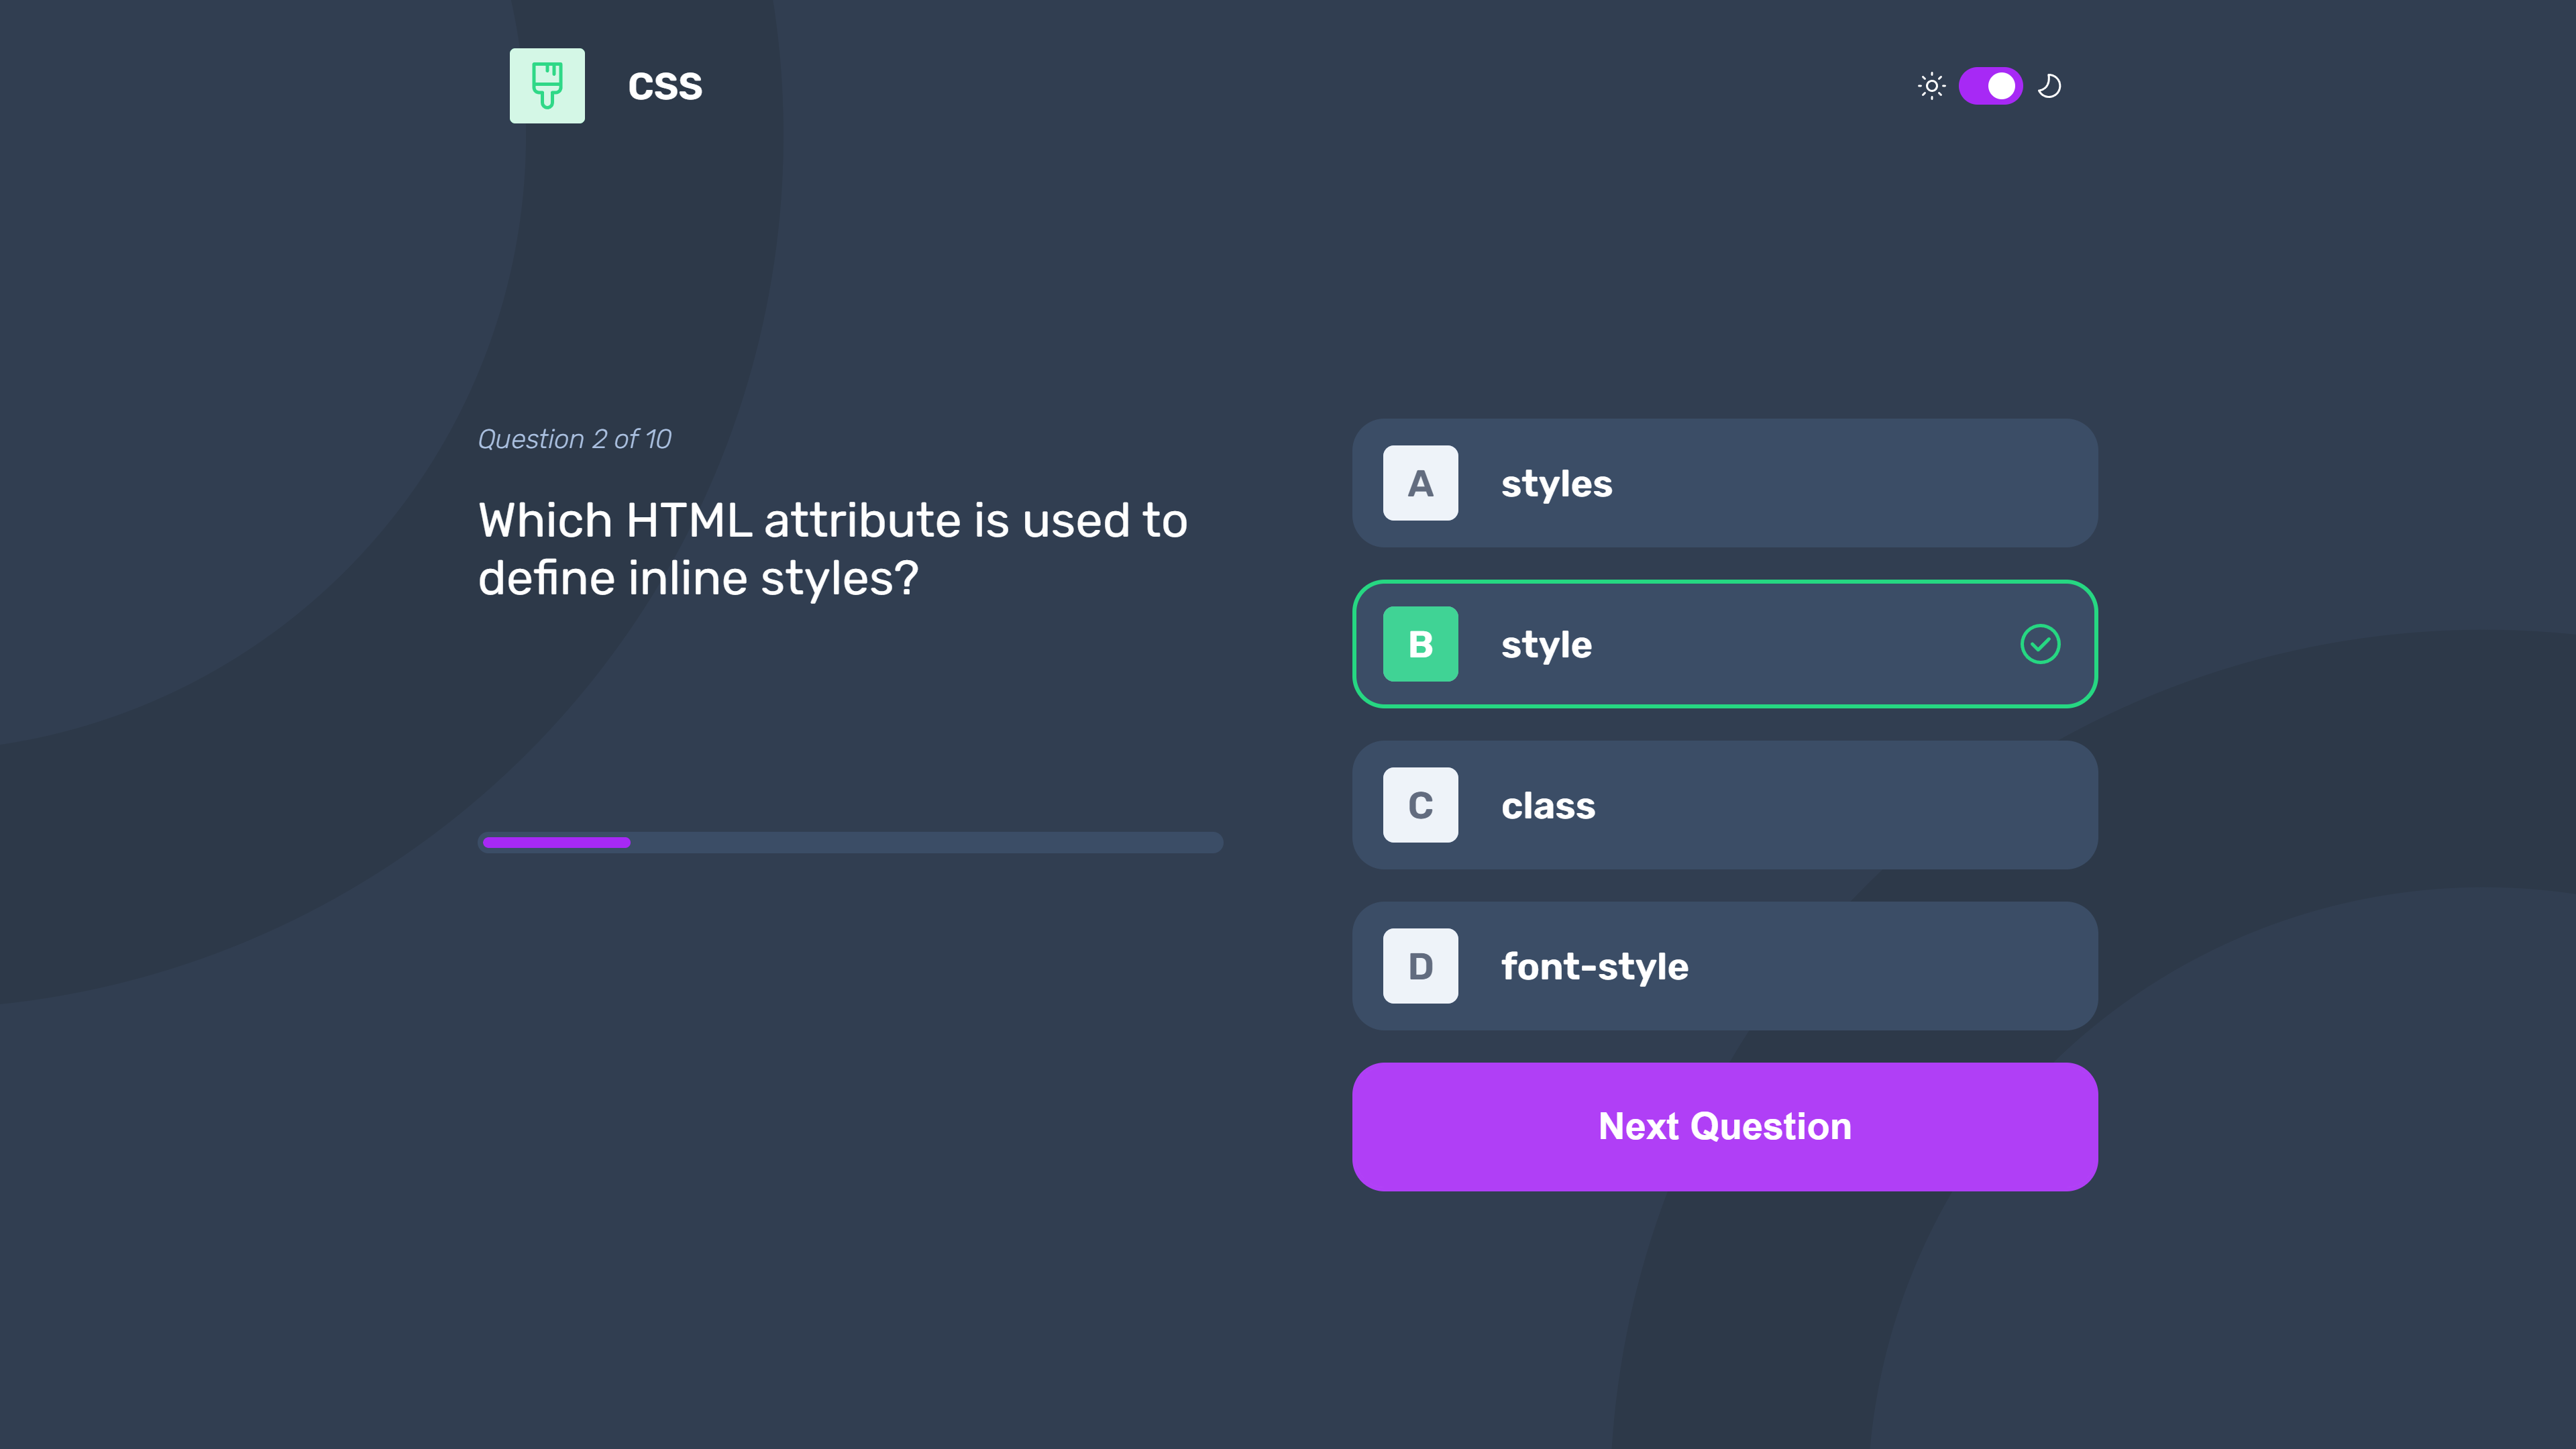 CSS
Question 2 of 10
Which HTML attribute is used to
define inline styles?
A styles
B style
C class
D font-style
Next Question